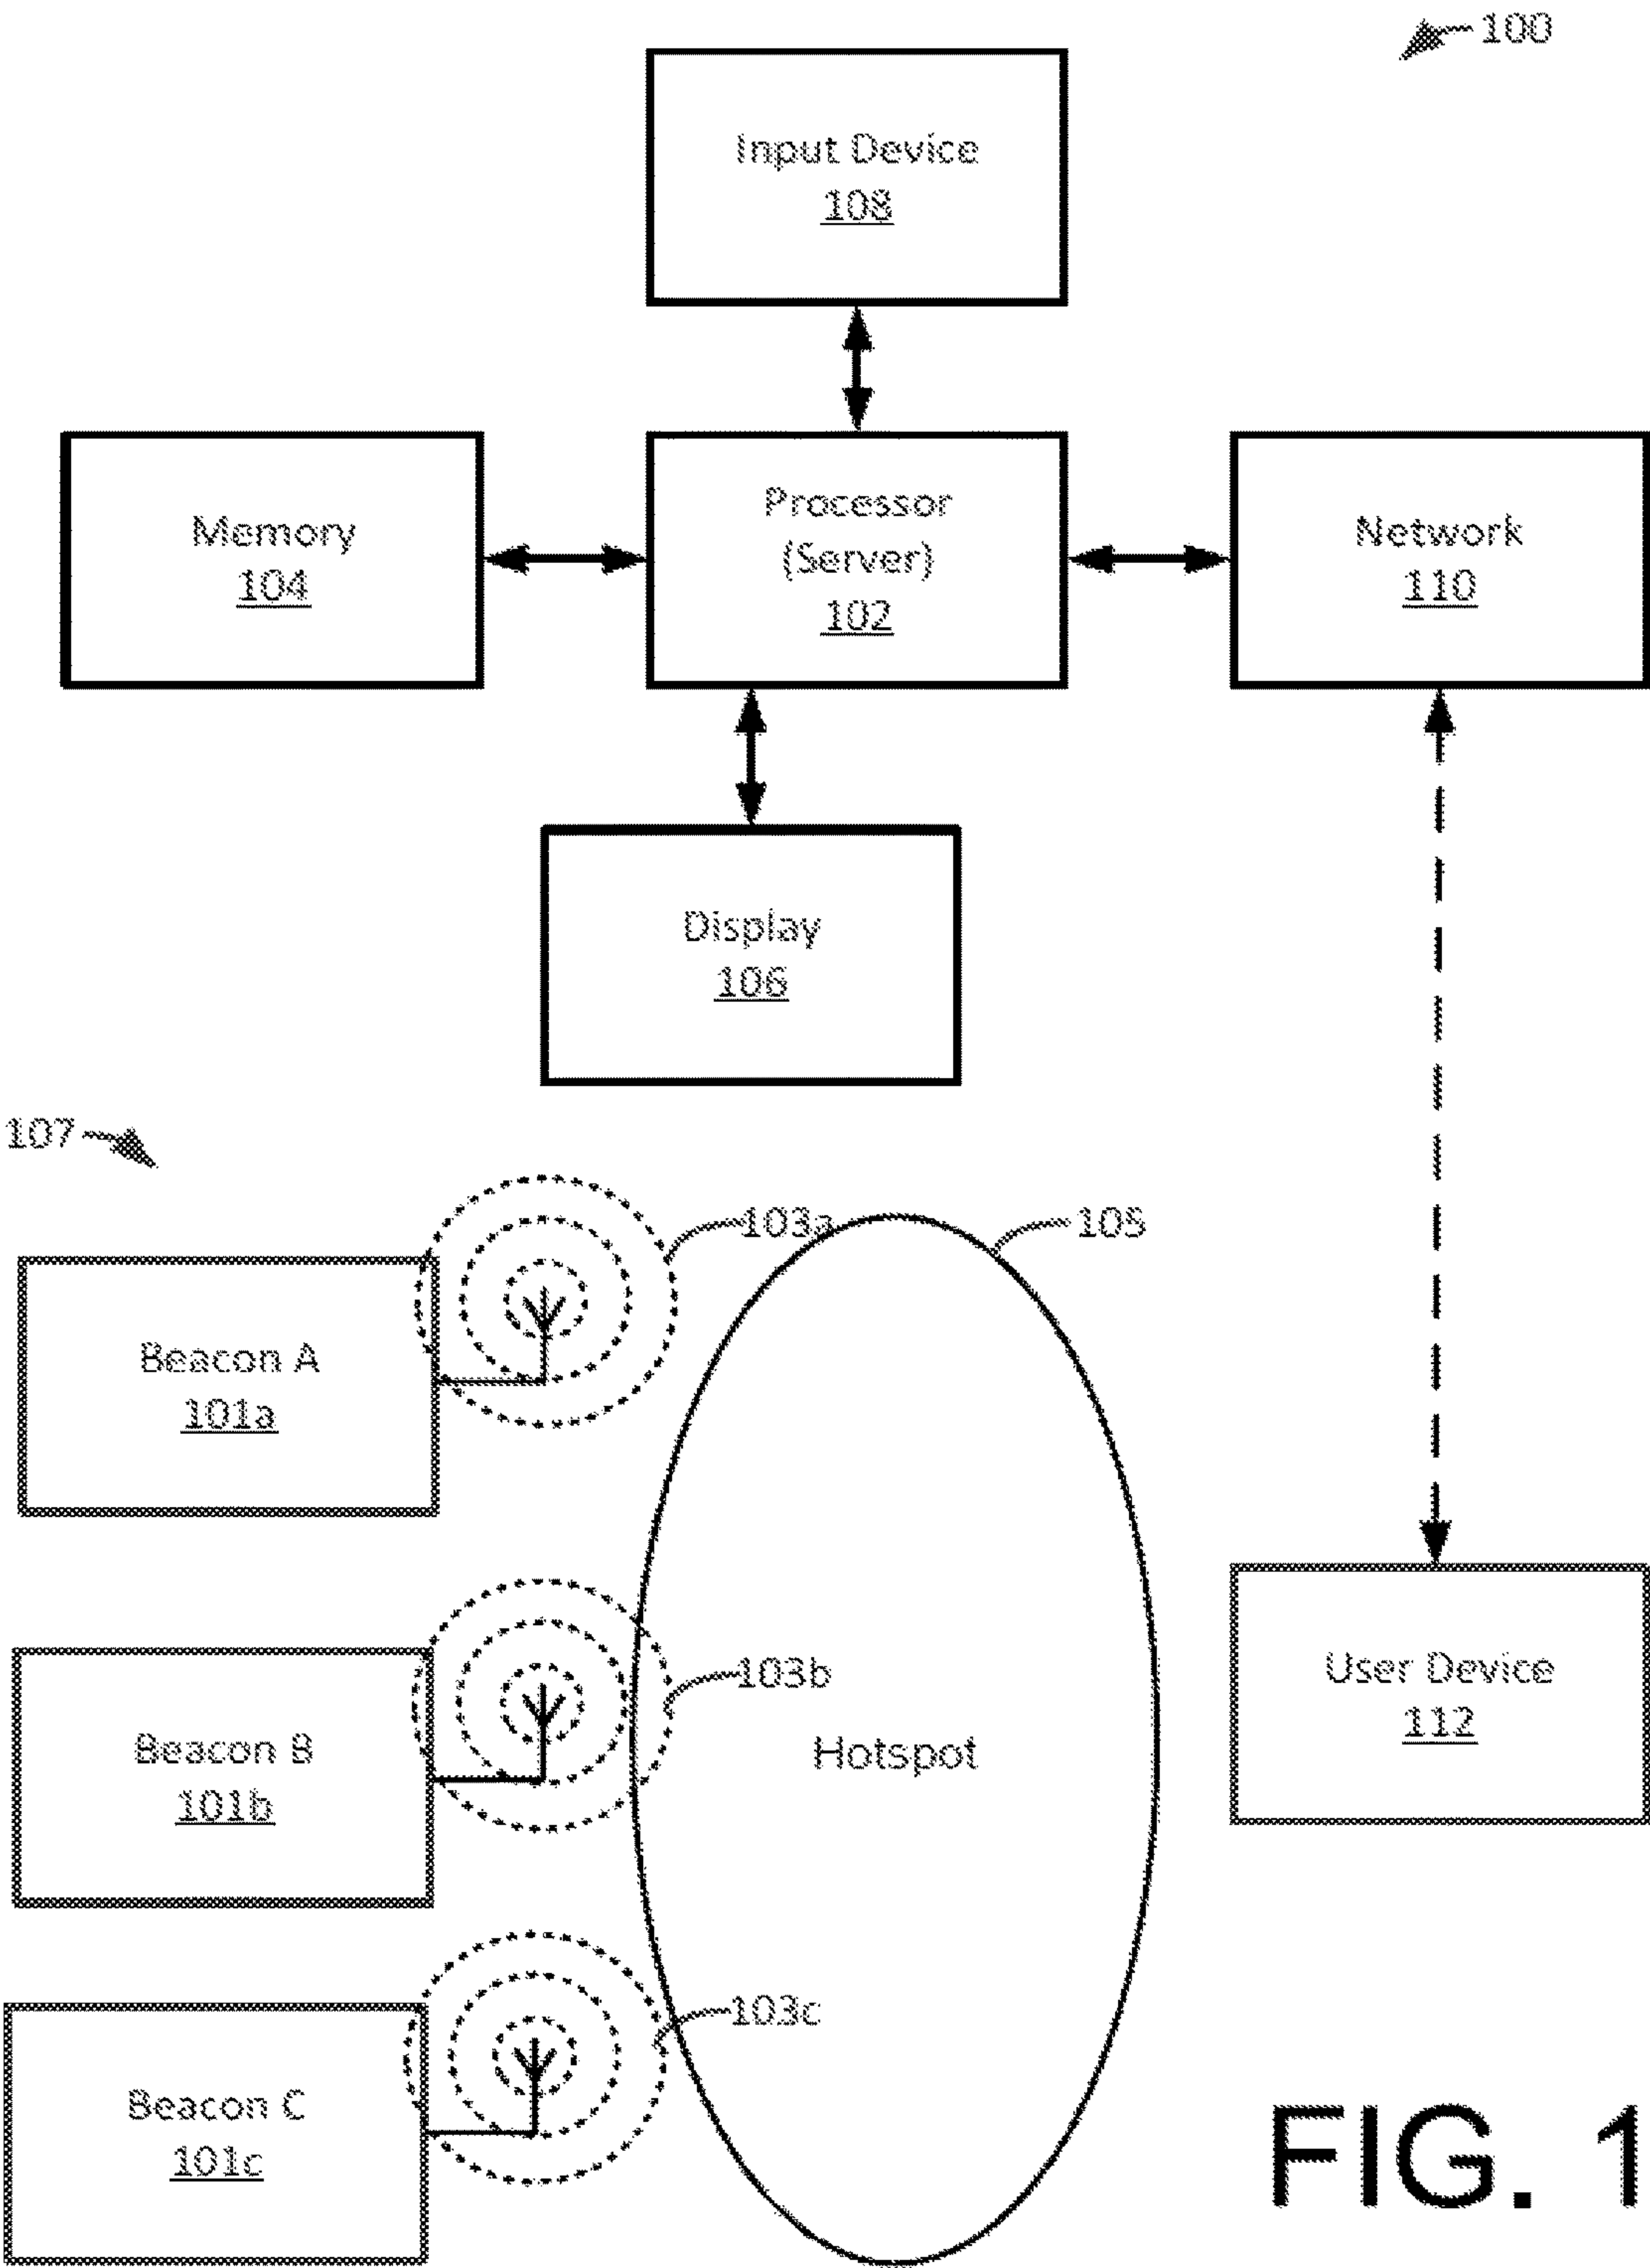 100
Input Device
108
Memory
104
Processor
(Server)
102
Network
110
Display
106
107
103a
105
Beacon A
101a
103b
Beacon B
101b
Hotspot
User Device
112
103c
Beacon C
101c
FIG. 1